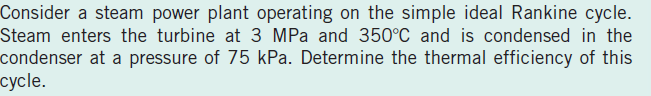 Consider a steam power plant operating on the simple ideal Rankine cycle.
Steam enters the turbine at 3 MPa and 350°C and is condensed in the
condenser at a pressure of 75 kPa. Determine the thermal efficiency of this
cycle.